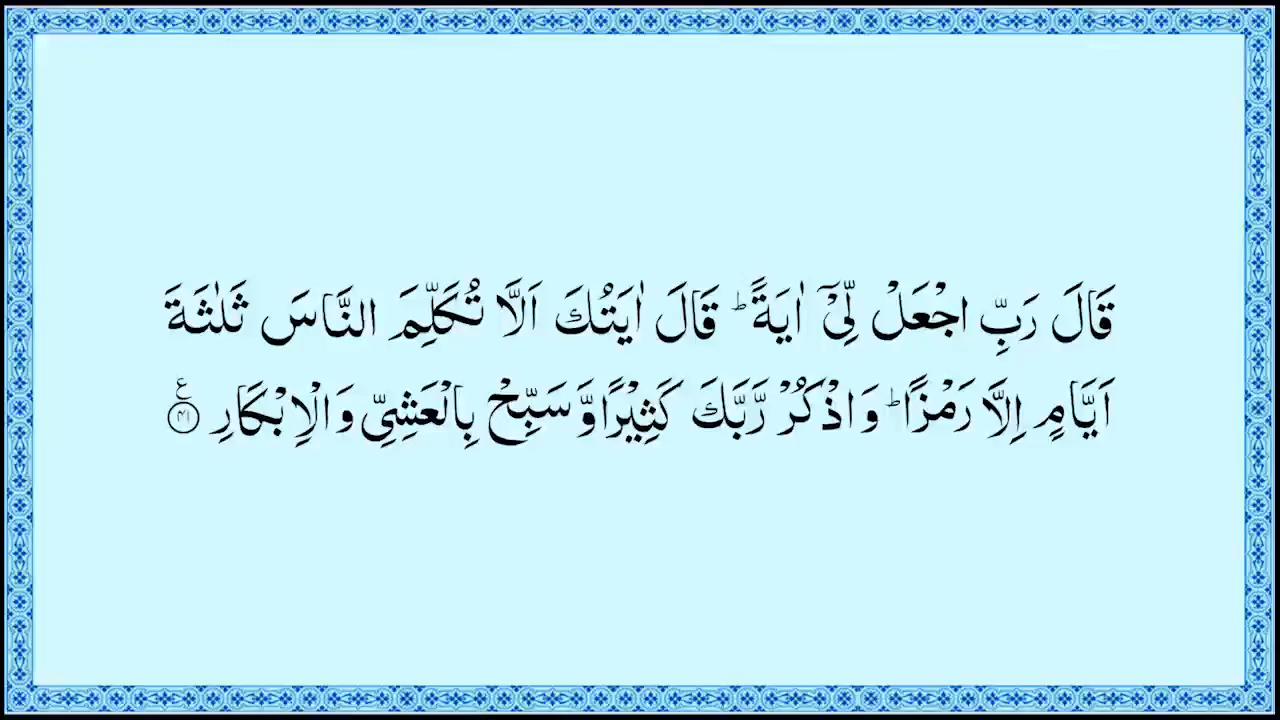 قَالَ رَبِّ اجْعَلْ لِّیْۤ اٰیَةً ؕ قَالَ اٰیَتُكَ اَلَّا تُكَلِّمَ النَّاسَ ثَلٰثَةَ
اَیَّامٍ اِلَّا رَمْزًا ؕ وَ اذْكُرْ رَّبَّكَ كَثِیْرًا وَّ سَبِّحْ بِالْعَشِیِّ وَ الْاِبْكَارِ ۝۴۱ ع